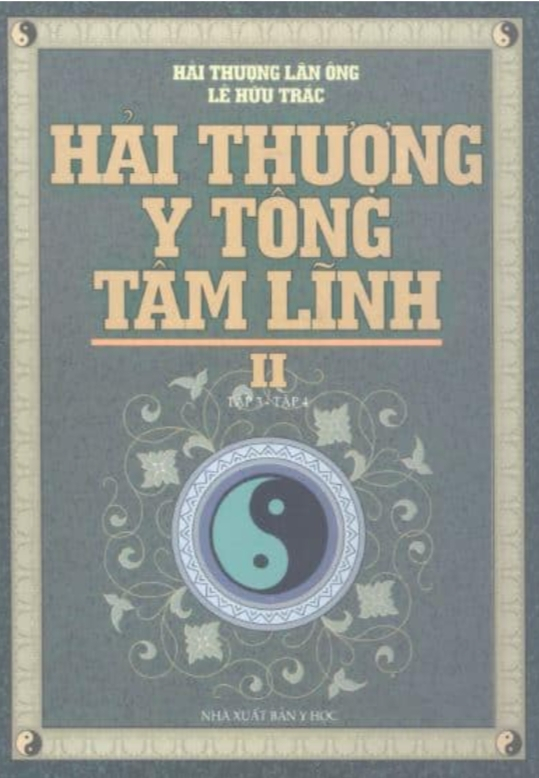 HẢI THƯỢNG LÃN ÔNG
LÊ HỮU TRÁC
HẢI THƯỢNG
Y TÔNG
TÂM LĨNH
II
TẬP 3 - TẬP 4
NHÀ XUẤT BẢN Y HỌC